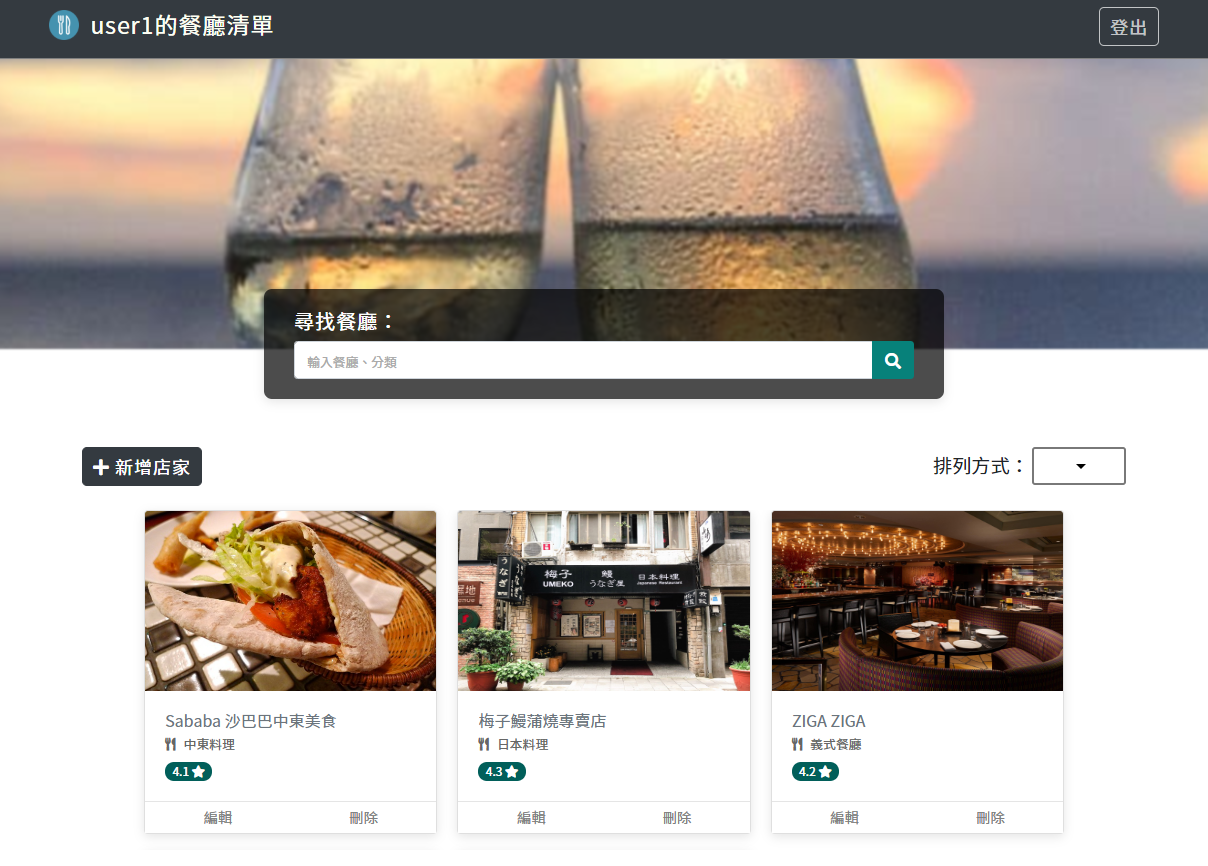 user1的餐廳清單
登出
尋找餐廳：
輸入餐廳、分類
新增店家
排列方式：
うなぎ
梅子 鰻 日本料理
UMEKO うなぎ屋 Japanese Restaurant
Sababa 沙巴巴中東美食
中東料理
4.1
編輯 刪除
梅子鰻蒲燒專賣店
日本料理
4.3
編輯 刪除
ZIGA ZIGA
義式餐廳
4.2
編輯 刪除